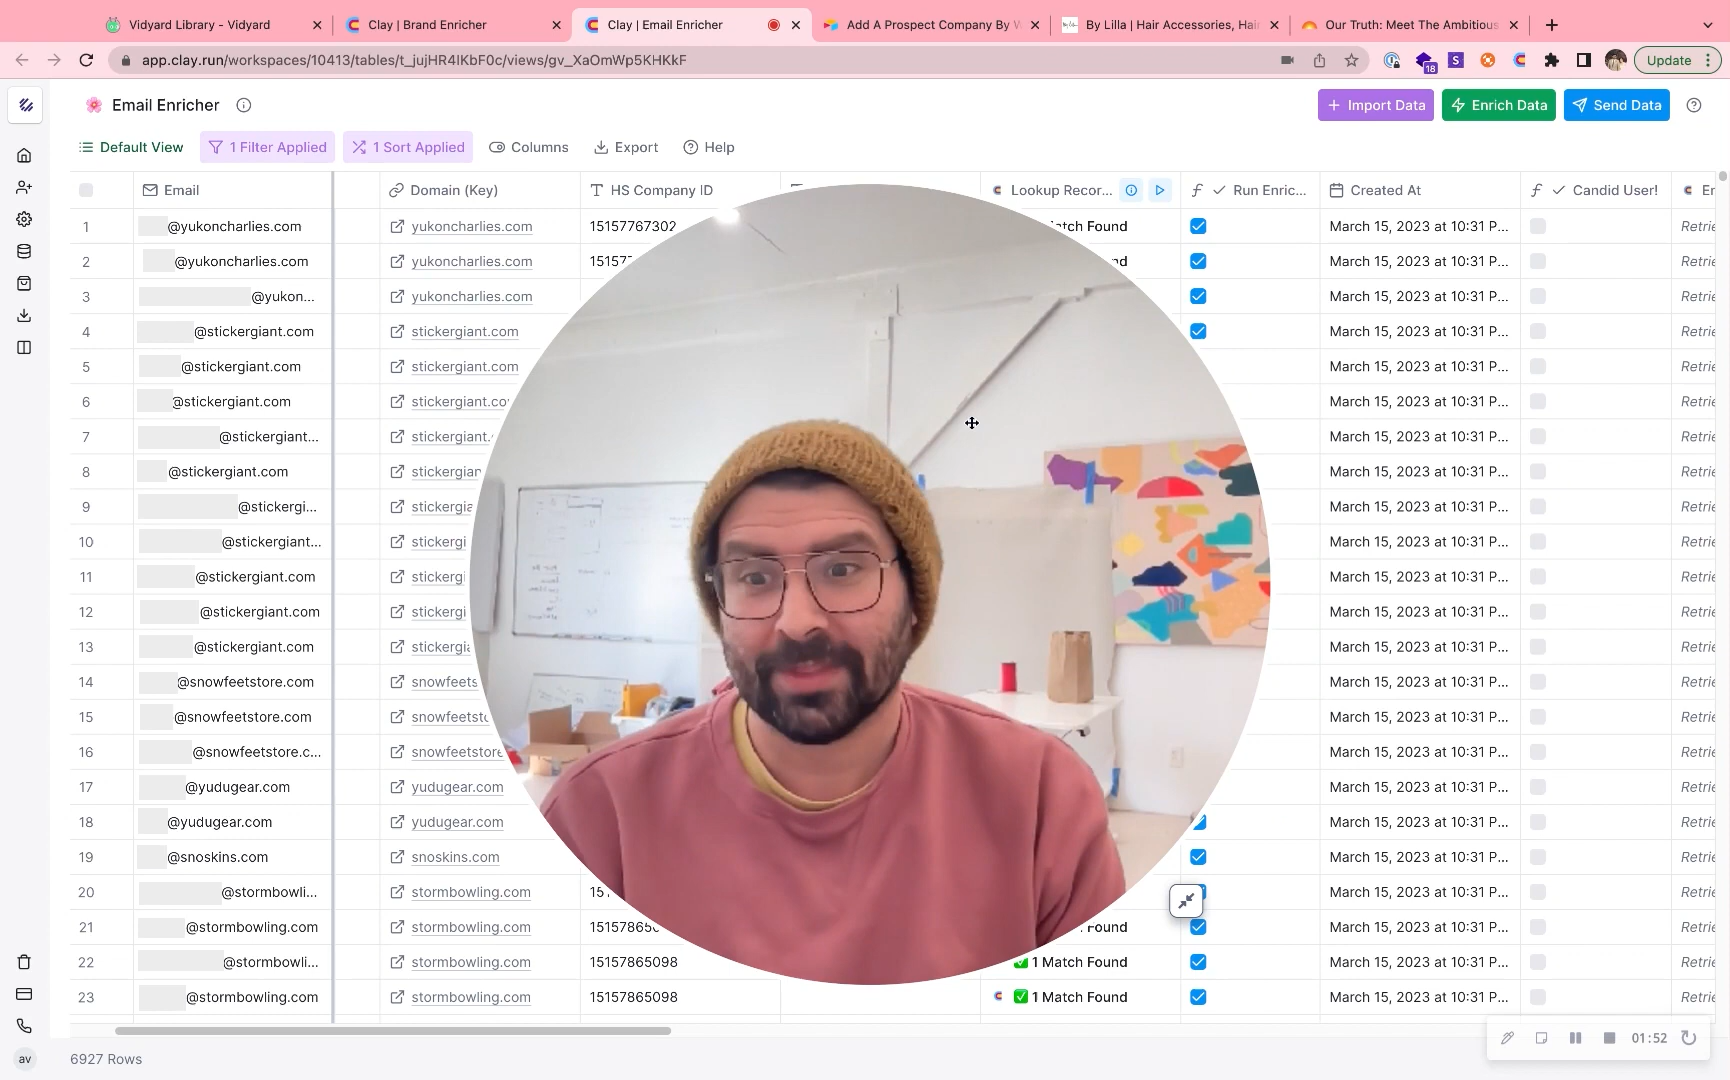 Vidyard Library - Vidyard
Clay | Brand Enricher
Clay | Email Enricher
Add A Prospect Company By
By Lilla | Hair Accessories, Hair
Our Truth: Meet The Ambitious
app.clay.run/workspaces/10413/tables/t_jujHR4IKbF0c/views/gv_XaOmWp5KHKkF
18
S
Update
Email Enricher
Import Data
Enrich Data
Send Data
Default View
1 Filter Applied
1 Sort Applied
Columns
Export
Help
Email Domain (Key) HS Company ID Lookup Recor... Run Enric... Created At Candid User!
1 @yukoncharlies.com yukoncharlies.com 15157767302 Found March 15, 2023 at 10:31 P...
2 @yukoncharlies.com yukoncharlies.com March 15, 2023 at 10:31 P...
3 @yukon... yukoncharlies.com March 15, 2023 at 10:31 P...
4 @stickergiant.com stickergiant.com March 15, 2023 at 10:31 P...
5 @stickergiant.com stickergiant.com March 15, 2023 at 10:31 P...
6 @stickergiant.com March 15, 2023 at 10:31 P...
7 @stickergiant... March 15, 2023 at 10:31 P...
8 @stickergiant.com March 15, 2023 at 10:31 P...
9 @stickergi... March 15, 2023 at 10:31 P...
10 @stickergiant... March 15, 2023 at 10:31 P...
11 @stickergiant.com March 15, 2023 at 10:31 P...
12 @stickergiant.com March 15, 2023 at 10:31 P...
13 @stickergiant.com March 15, 2023 at 10:31 P...
14 @snowfeetstore.com March 15, 2023 at 10:31 P...
15 @snowfeetstore.com March 15, 2023 at 10:31 P...
16 @snowfeetstore.c... March 15, 2023 at 10:31 P...
17 @yudugear.com yudugear.com March 15, 2023 at 10:31 P...
18 @yudugear.com yudugear.com March 15, 2023 at 10:31 P...
19 @snoskins.com snoskins.com March 15, 2023 at 10:31 P...
20 @stormbowli... stormbowling.com March 15, 2023 at 10:31 P...
21 @stormbowling.com stormbowling.com Found March 15, 2023 at 10:31 P...
22 @stormbowli... stormbowling.com 15157865098 1 Match Found March 15, 2023 at 10:31 P...
23 @stormbowling.com stormbowling.com 15157865098 1 Match Found March 15, 2023 at 10:31 P...
01:52
av
6927 Rows